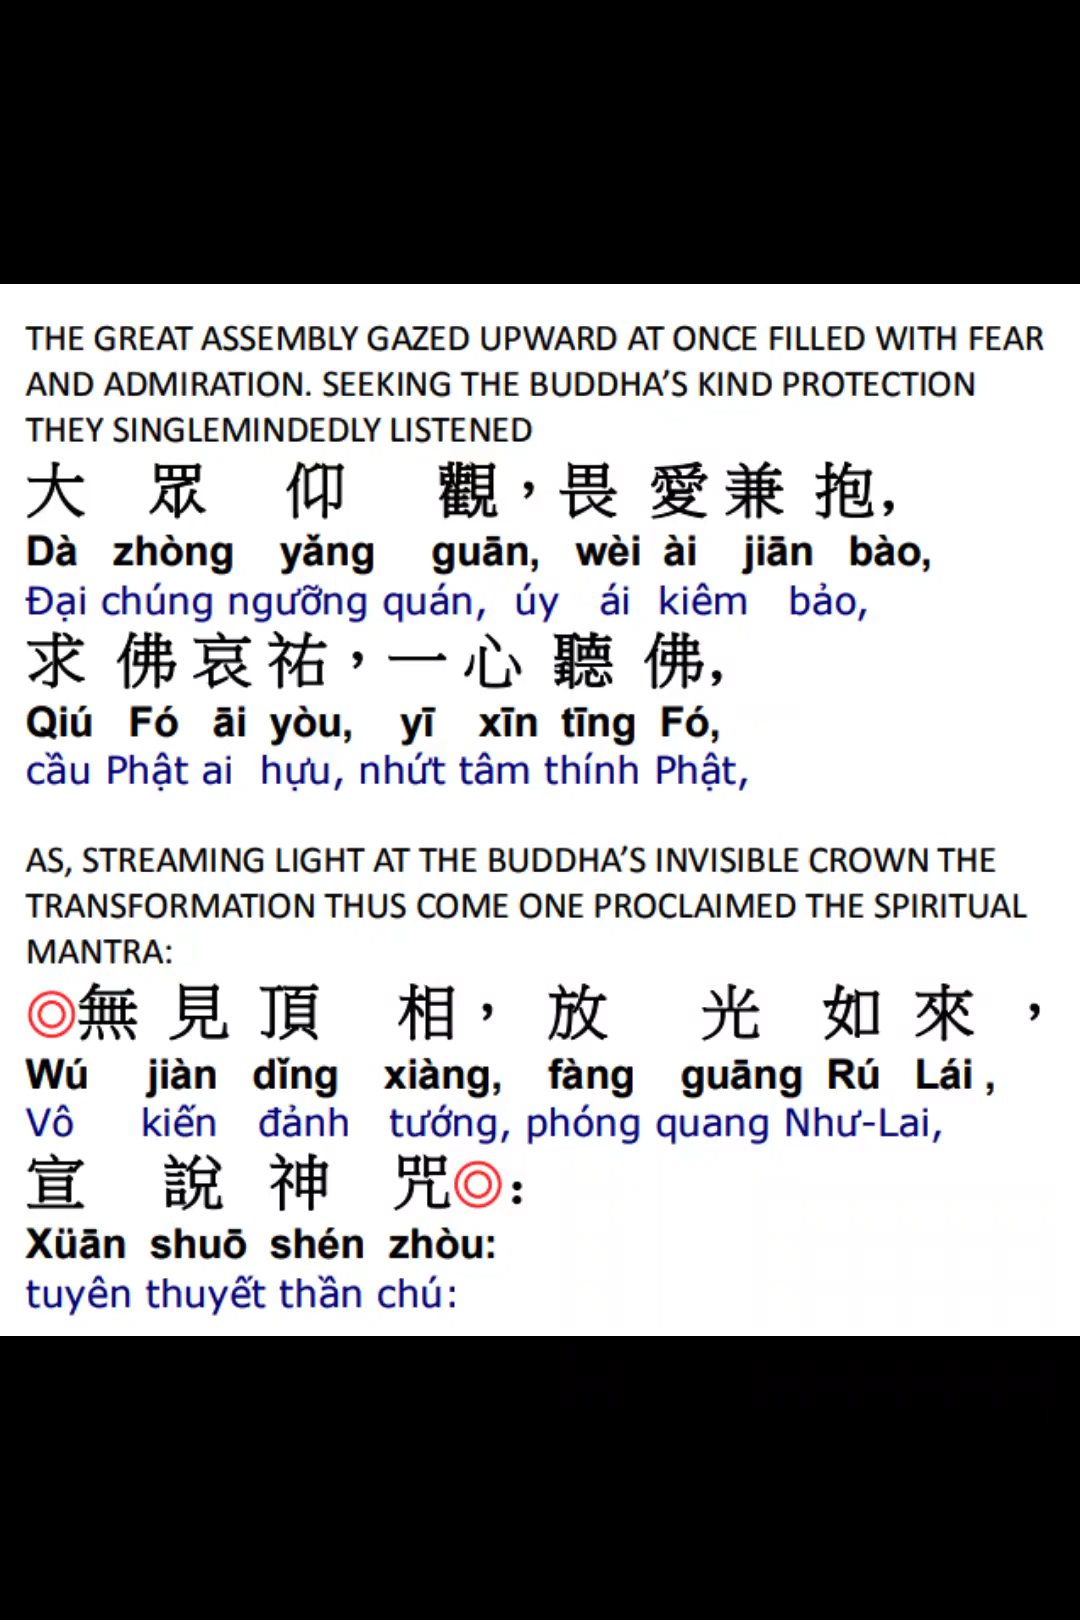 THE GREAT ASSEMBLY GAZED UPWARD AT ONCE FILLED WITH FEAR
AND ADMIRATION. SEEKING THE BUDDHA’S KIND PROTECTION
THEY SINGLEMINDEDLY LISTENED
大 眾 仰 觀，畏 愛 兼 抱,
Dà zhòng yǎng guān, wèi ài jiān bào,
Đại chúng ngưỡng quán, úy ái kiêm bảo,
求 佛 哀 祐，一 心 聽 佛,
Qiú Fó āi yòu, yī xīn tīng Fó,
cầu Phật ai hựu, nhứt tâm thính Phật,
AS, STREAMING LIGHT AT THE BUDDHA’S INVISIBLE CROWN THE
TRANSFORMATION THUS COME ONE PROCLAIMED THE SPIRITUAL
MANTRA:
◎無 見 頂 相，放 光 如 來，
Wú jiàn dǐng xiàng, fàng guāng Rú Lái ,
Vô kiến đảnh tướng, phóng quang Như-Lai,
宣 說 神 咒◎：
Xüān shuō shén zhòu:
tuyên thuyết thần chú: